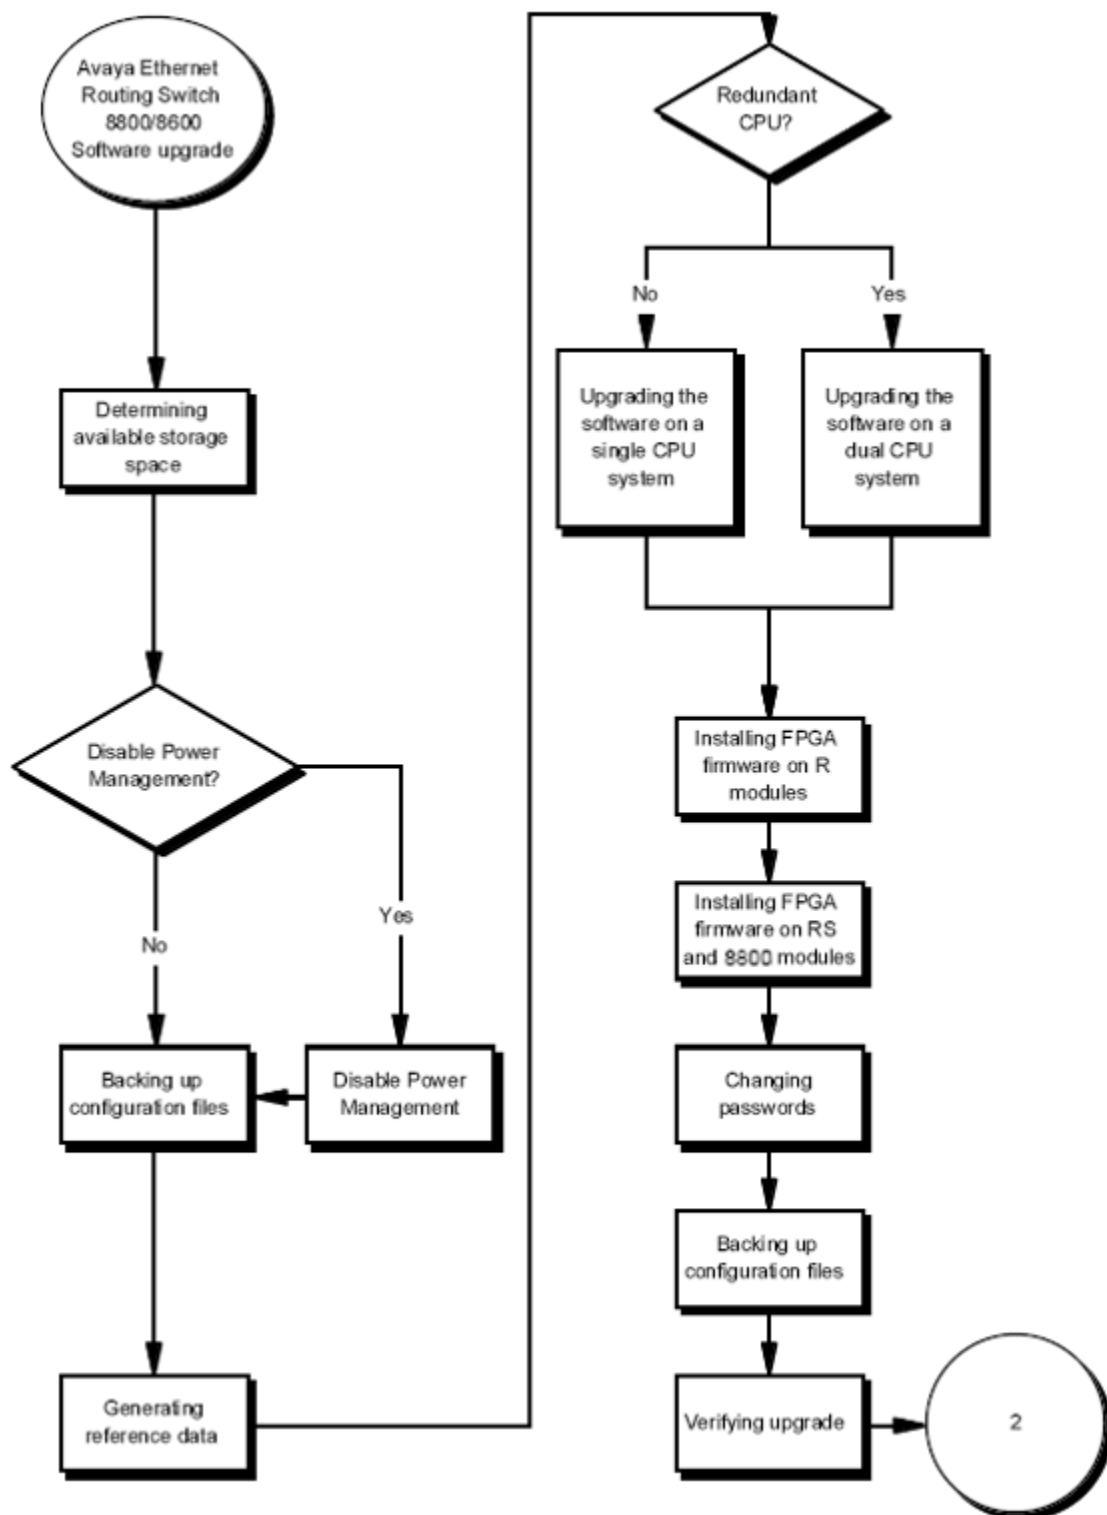 Avaya Ethernet
Routing Switch
8800/8600
Software upgrade
Determining
available storage
space
Disable Power
Management?
No
Yes
Backing up
configuration files
Disable Power
Management
Generating
reference data
Redundant
CPU?
No
Yes
Upgrading the
software on a
single CPU
system
Upgrading the
software on a
dual CPU
system
Installing FPGA
firmware on R
modules
Installing FPGA
firmware on RS
and 8800 modules
Changing
passwords
Backing up
configuration files
Verifying upgrade
2